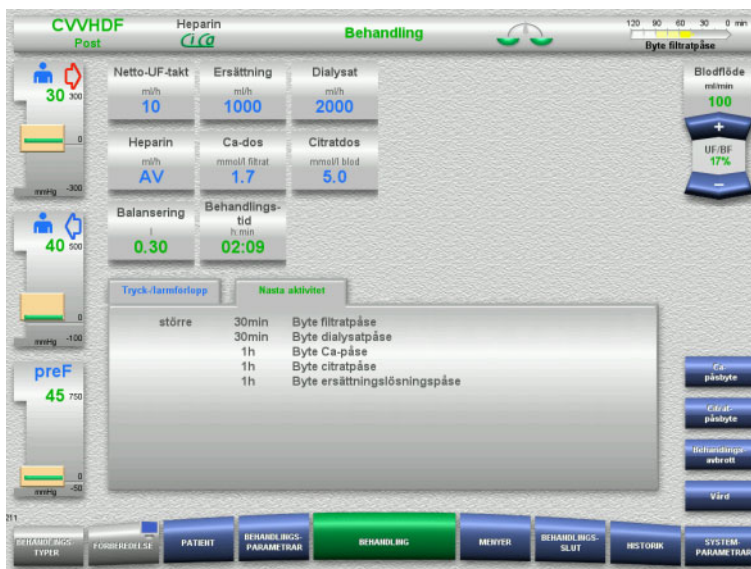 CVVHDF
Post
Heparin
CiCa
Behandling
120 90 60 30 0 min
Byte filtratpåse
30
300
0
-300
mmHg
40
500
0
-100
mmHg
preF
45
750
0
-50
mmHg
Netto-UF-takt
ml/h
10
Ersättning
ml/h
1000
Dialysat
ml/h
2000
Heparin
ml/h
AV
Ca-dos
mmol/l filtrat
1.7
Citratdos
mmol/l blod
5.0
Balansering
l
0.30
Behandlings-
tid
h:min
02:09
Blodflöde
ml/min
100
+
UF/BF
17%
−
Tryck-/larmförlopp
Nasta aktivitet
större 30min Byte filtratpåse
30min Byte dialysatpåse
1h Byte Ca-påse
1h Byte citratpåse
1h Byte ersättningslösningspåse
Ca-
påsbyte
Citrat-
påsbyte
Behandlings-
avbrott
Vård
211
BEHANDLINGS-
TYPER
FÖRBEREDELSE
PATIENT
BEHANDLINGS-
PARAMETRAR
BEHANDLING
MENYER
BEHANDLINGS-
SLUT
HISTORIK
SYSTEM-
PARAMETRAR